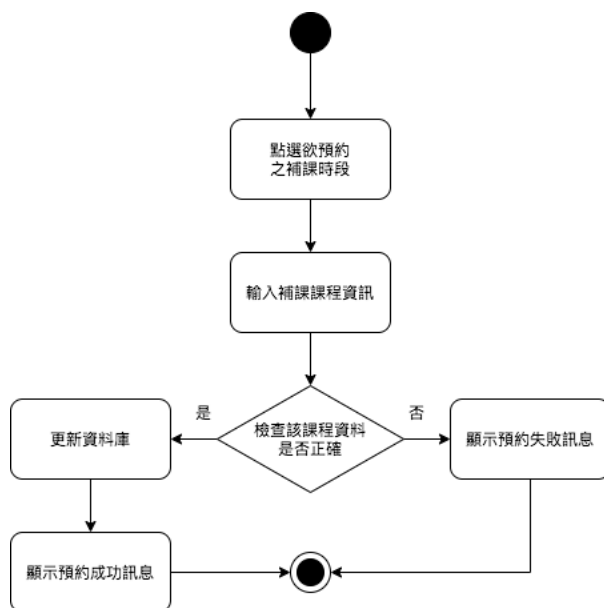 點選欲預約
之補課時段
輸入補課課程資訊
是
檢查該課程資料
是否正確
否
更新資料庫
顯示預約失敗訊息
顯示預約成功訊息